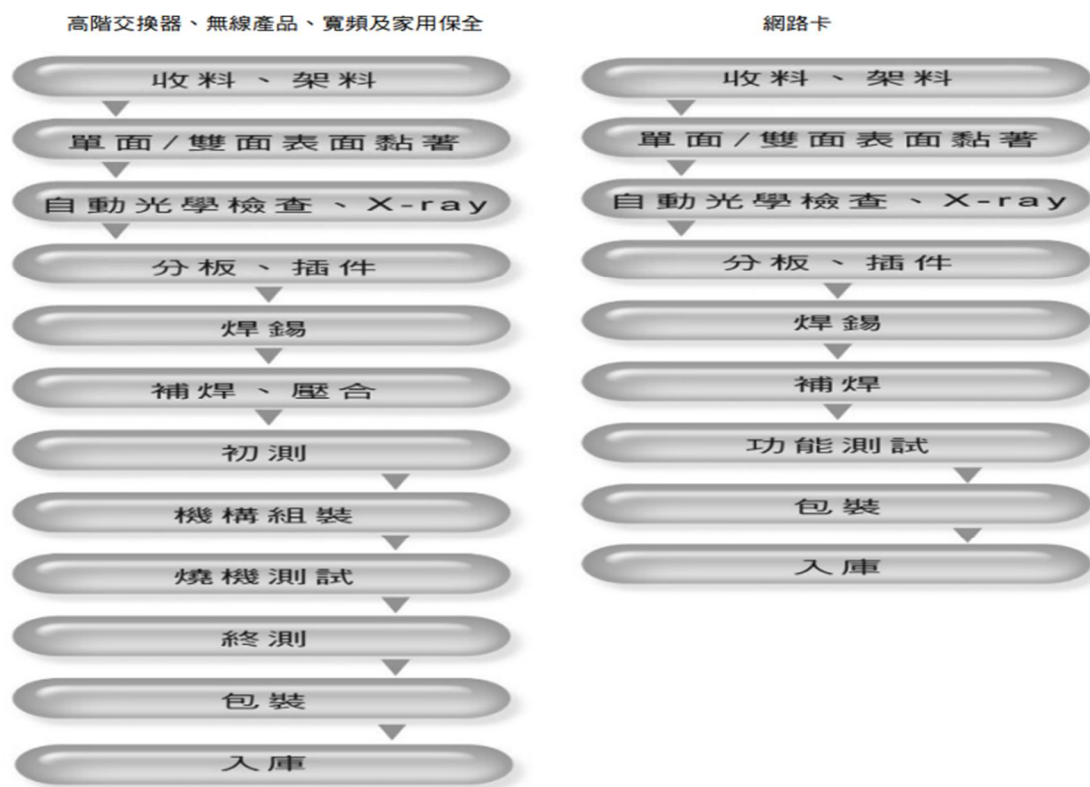 高階交換器、無線產品、寬頻及家用保全
收料、架料
單面/雙面表面黏著
自動光學檢查、X-ray
分板、插件
焊錫
補焊、壓合
初測
機構組裝
燒機測試
終測
包裝
入庫
網路卡
收料、架料
單面/雙面表面黏著
自動光學檢查、X-ray
分板、插件
焊錫
補焊
功能測試
包裝
入庫